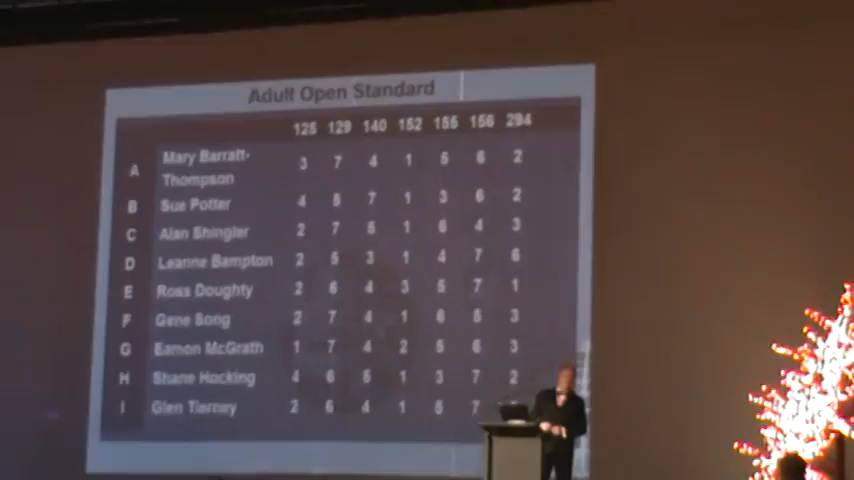 Adult Open Standard
125 129 140 152 155 156 294
A Mary Barratt- 3 7 4 1 5 6 2
Thompson
B Sue Potter 4 5 7 1 3 6 2
C Alan Shingler 2 7 5 1 6 4 3
D Leanne Bampton 2 5 3 1 4 7 6
E Ross Doughty 2 6 4 3 5 7 1
F Gene Song 2 7 4 1 6 5 3
G Eamon McGrath 1 7 4 2 5 6 3
H Shane Hocking 4 6 5 1 3 7 2
I Glen Tierney 2 6 4 1 7